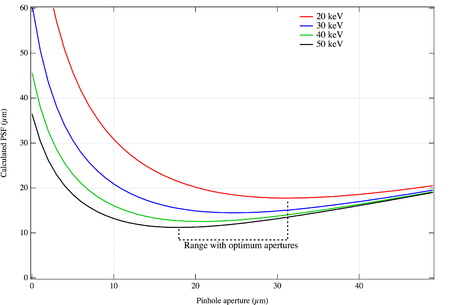 60
50
40
30
20
10
0
Calculated PSF (μm)
20 keV
30 keV
40 keV
50 keV
Range with optimum apertures
0
10
20
30
40
Pinhole aperture (μm)